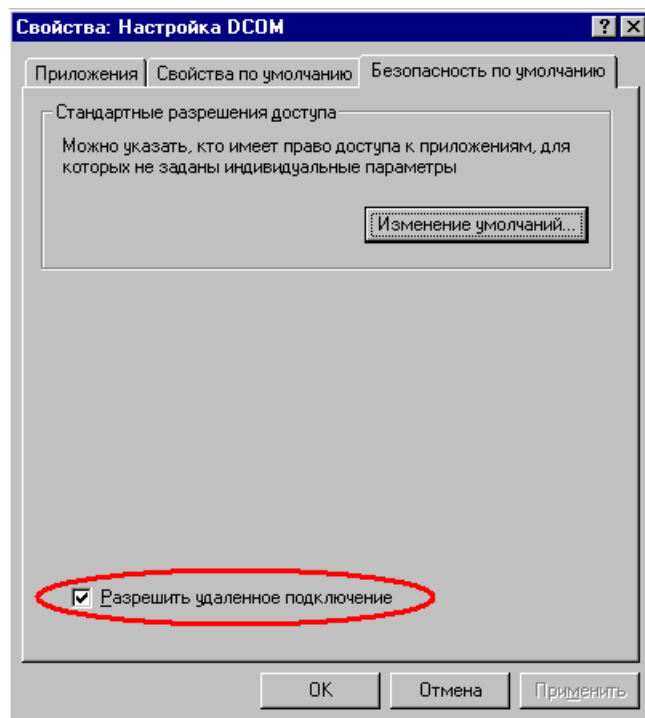 Свойства: Настройка DCOM
Приложения Свойства по умолчанию Безопасность по умолчанию
Стандартные разрешения доступа
Можно указать, кто имеет право доступа к приложениям, для
которых не заданы индивидуальные параметры
Изменение умолчаний...
Разрешить удаленное подключение
OK Отмена Применить